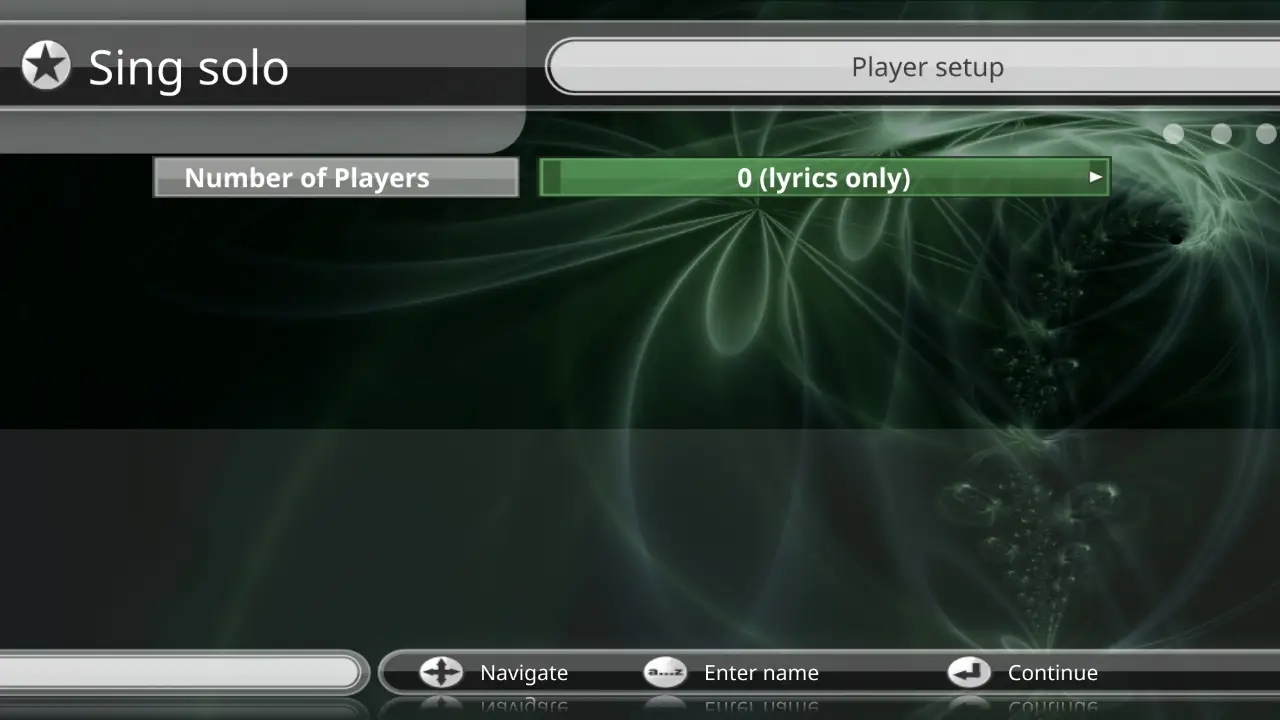 Sing solo
Player setup
Number of Players
0 (lyrics only)
Navigate
a...z
Enter name
Continue